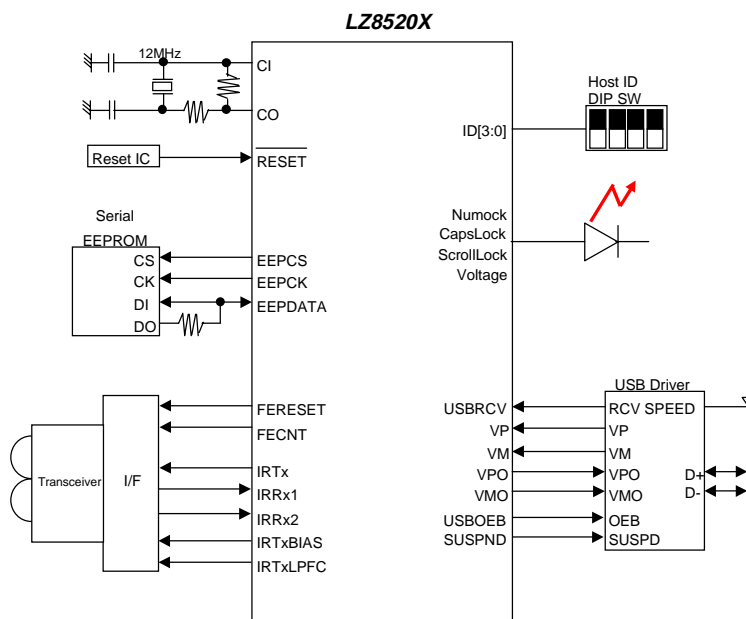 LZ8520X
12MHz
CI
CO
Reset IC
RESET
Host ID
DIP SW
ID[3:0]
Numock
CapsLock
ScrollLock
Voltage
Serial
EEPROM
CS
CK
DI
DO
EEPCS
EEPCK
EEPDATA
Transceiver
I/F
FERESET
FECNT
IRTx
IRRx1
IRRx2
IRTxBIAS
IRTxLPFC
USB Driver
USBRCV
VP
VM
VPO
VMO
USBOEB
SUSPND
RCV SPEED
VP
VM
VPO
VMO
OEB
SUSPD
D+
D-